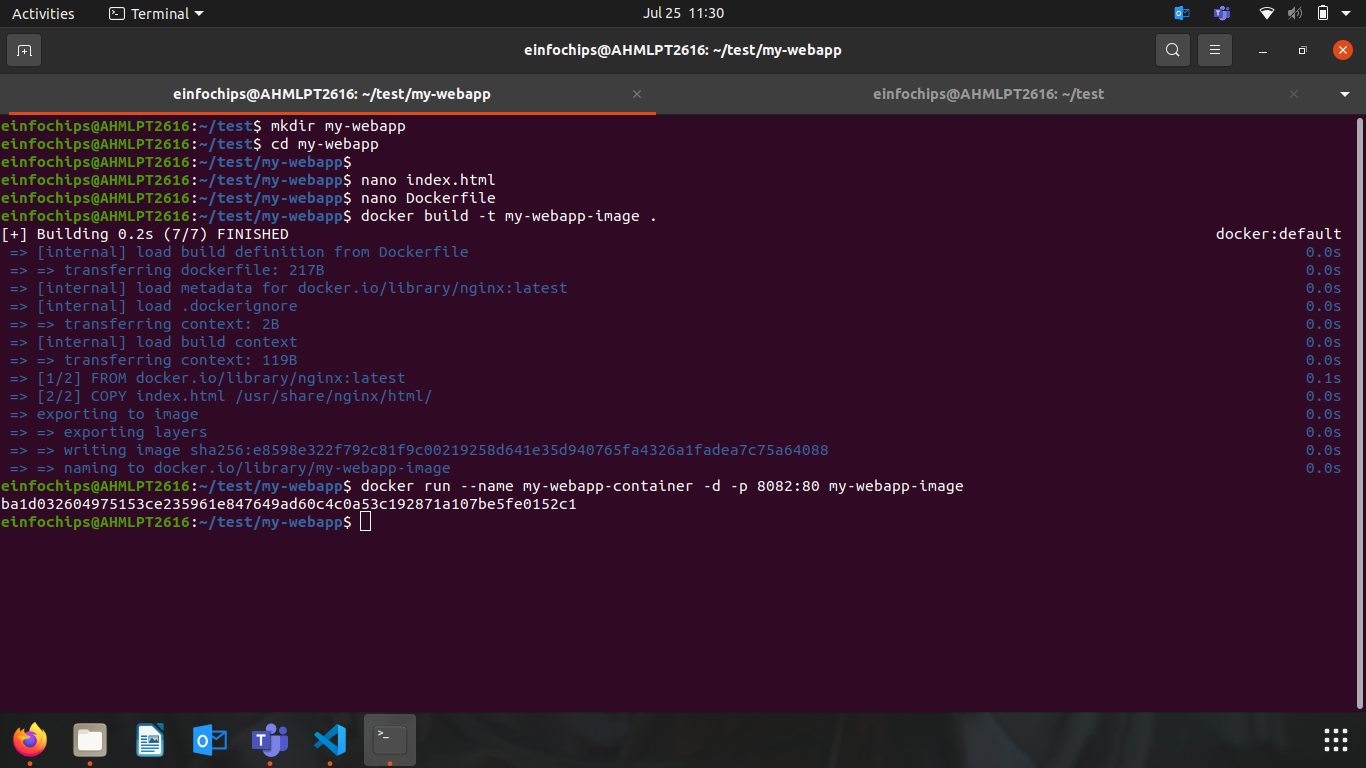 Activities
Terminal
Jul 25 11:30
einfochips@AHMLPT2616: ~/test/my-webapp
einfochips@AHMLPT2616: ~/test/my-webapp
einfochips@AHMLPT2616: ~/test
einfochips@AHMLPT2616:~/test$ mkdir my-webapp
einfochips@AHMLPT2616:~/test$ cd my-webapp
einfochips@AHMLPT2616:~/test/my-webapp$
einfochips@AHMLPT2616:~/test/my-webapp$ nano index.html
einfochips@AHMLPT2616:~/test/my-webapp$ nano Dockerfile
einfochips@AHMLPT2616:~/test/my-webapp$ docker build -t my-webapp-image .
[+] Building 0.2s (7/7) FINISHED docker:default
=> [internal] load build definition from Dockerfile 0.0s
=> => transferring dockerfile: 217B 0.0s
=> [internal] load metadata for docker.io/library/nginx:latest 0.0s
=> [internal] load .dockerignore 0.0s
=> => transferring context: 2B 0.0s
=> [internal] load build context 0.0s
=> => transferring context: 119B 0.0s
=> [1/2] FROM docker.io/library/nginx:latest 0.1s
=> [2/2] COPY index.html /usr/share/nginx/html/ 0.0s
=> exporting to image 0.0s
=> => exporting layers 0.0s
=> => writing image sha256:e8598e322f792c81f9c00219258d641e35d940765fa4326a1fadea7c75a64088 0.0s
=> => naming to docker.io/library/my-webapp-image 0.0s
einfochips@AHMLPT2616:~/test/my-webapp$ docker run --name my-webapp-container -d -p 8082:80 my-webapp-image
ba1d032604975153ce235961e847649ad60c4c0a53c192871a107be5fe0152c1
einfochips@AHMLPT2616:~/test/my-webapp$